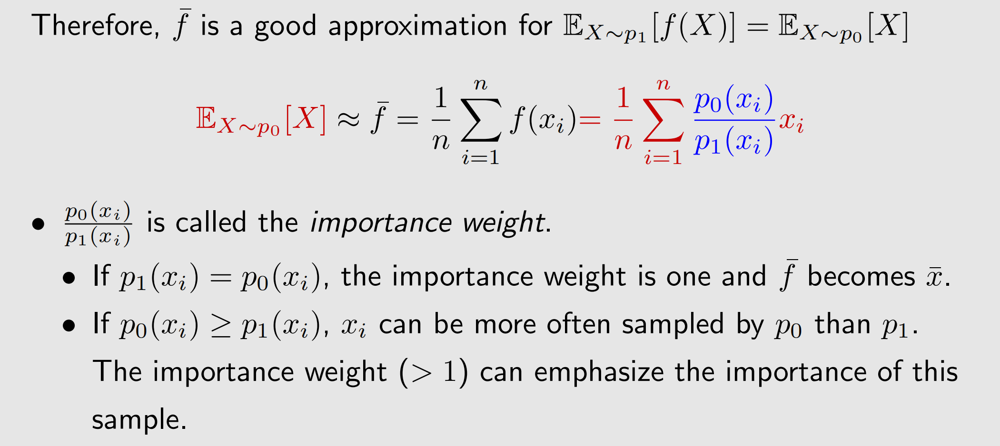 Therefore, $\bar{f}$ is a good approximation for $\mathbb{E}_{X \sim p_1}[f(X)] = \mathbb{E}_{X \sim p_0}[X]$
$\mathbb{E}_{X \sim p_0}[X] \approx \bar{f} = \frac{1}{n} \sum_{i=1}^{n} f(x_i) = \frac{1}{n} \sum_{i=1}^{n} \frac{p_0(x_i)}{p_1(x_i)} x_i$
• $\frac{p_0(x_i)}{p_1(x_i)}$ is called the importance weight.
• If $p_1(x_i) = p_0(x_i)$, the importance weight is one and $\bar{f}$ becomes $\bar{x}$.
• If $p_0(x_i) \geq p_1(x_i)$, $x_i$ can be more often sampled by $p_0$ than $p_1$.
The importance weight (> 1) can emphasize the importance of this
sample.